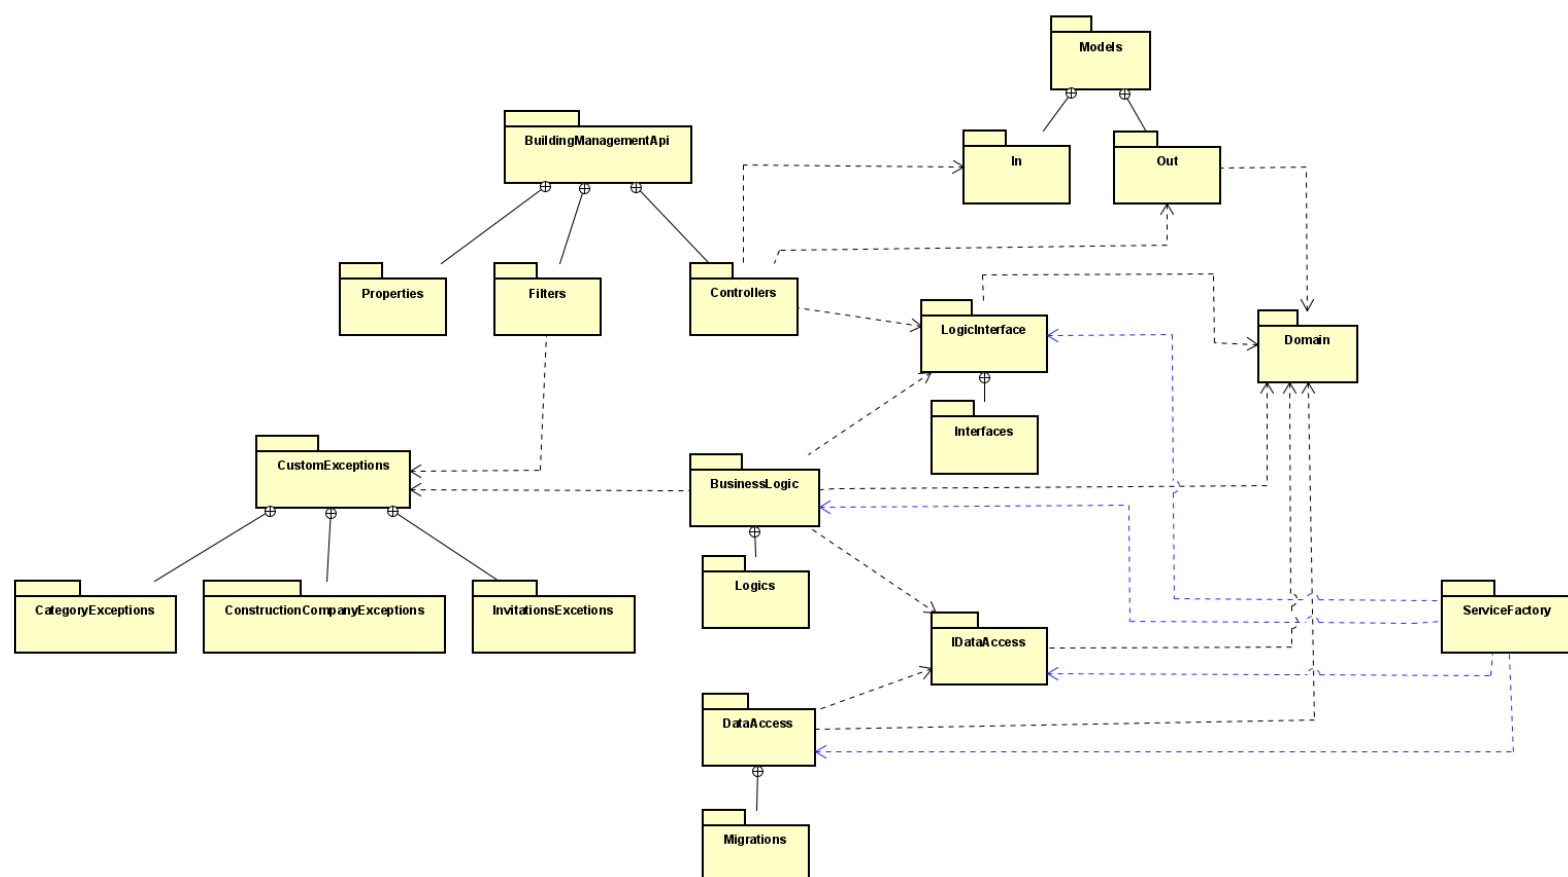 Models
BuildingManagementApi
In
Out
Properties
Filters
Controllers
LogicInterface
Domain
Interfaces
CustomExceptions
BusinessLogic
Logics
CategoryExceptions
ConstructionCompanyExceptions
InvitationsExcetions
ServiceFactory
IDataAccess
DataAccess
Migrations